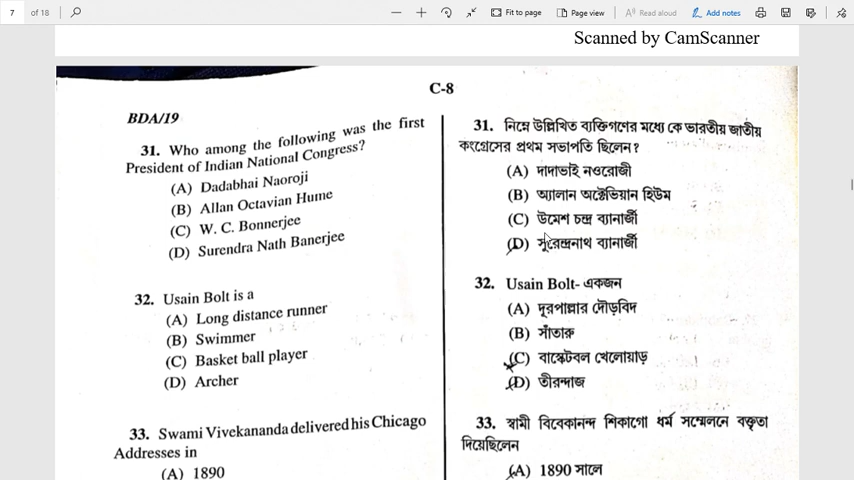 7 of 18
Fit to page
Page view
Read aloud
Add notes
Scanned by CamScanner
C-8
BDA/19
31. Who among the following was the first
President of Indian National Congress?
(A) Dadabhai Naoroji
(B) Allan Octavian Hume
(C) W. C. Bonnerjee
(D) Surendra Nath Banerjee
32. Usain Bolt is a
(A) Long distance runner
(B) Swimmer
(C) Basket ball player
(D) Archer
33. Swami Vivekananda delivered his Chicago
Addresses in
(A) 1890
31. নিম্নে উল্লিখিত ব্যক্তিগণের মধ্যে কে ভারতীয় জাতীয়
কংগ্রেসের প্রথম সভাপতি ছিলেন?
(A) দাদাভাই নওরোজী
(B) অ্যালান অক্টেভিয়ান হিউম
(C) উমেশ চন্দ্র ব্যানার্জী
(D) সুরেন্দ্রনাথ ব্যানার্জী
32. Usain Bolt- একজন
(A) দূরপাল্লার দৌড়বিদ
(B) সাঁতারু
(C) বাস্কেটবল খেলোয়াড়
(D) তীরন্দাজ
33. স্বামী বিবেকানন্দ শিকাগো ধর্ম সম্মেলনে বক্তৃতা
দিয়েছিলেন
(A) 1890 সালে